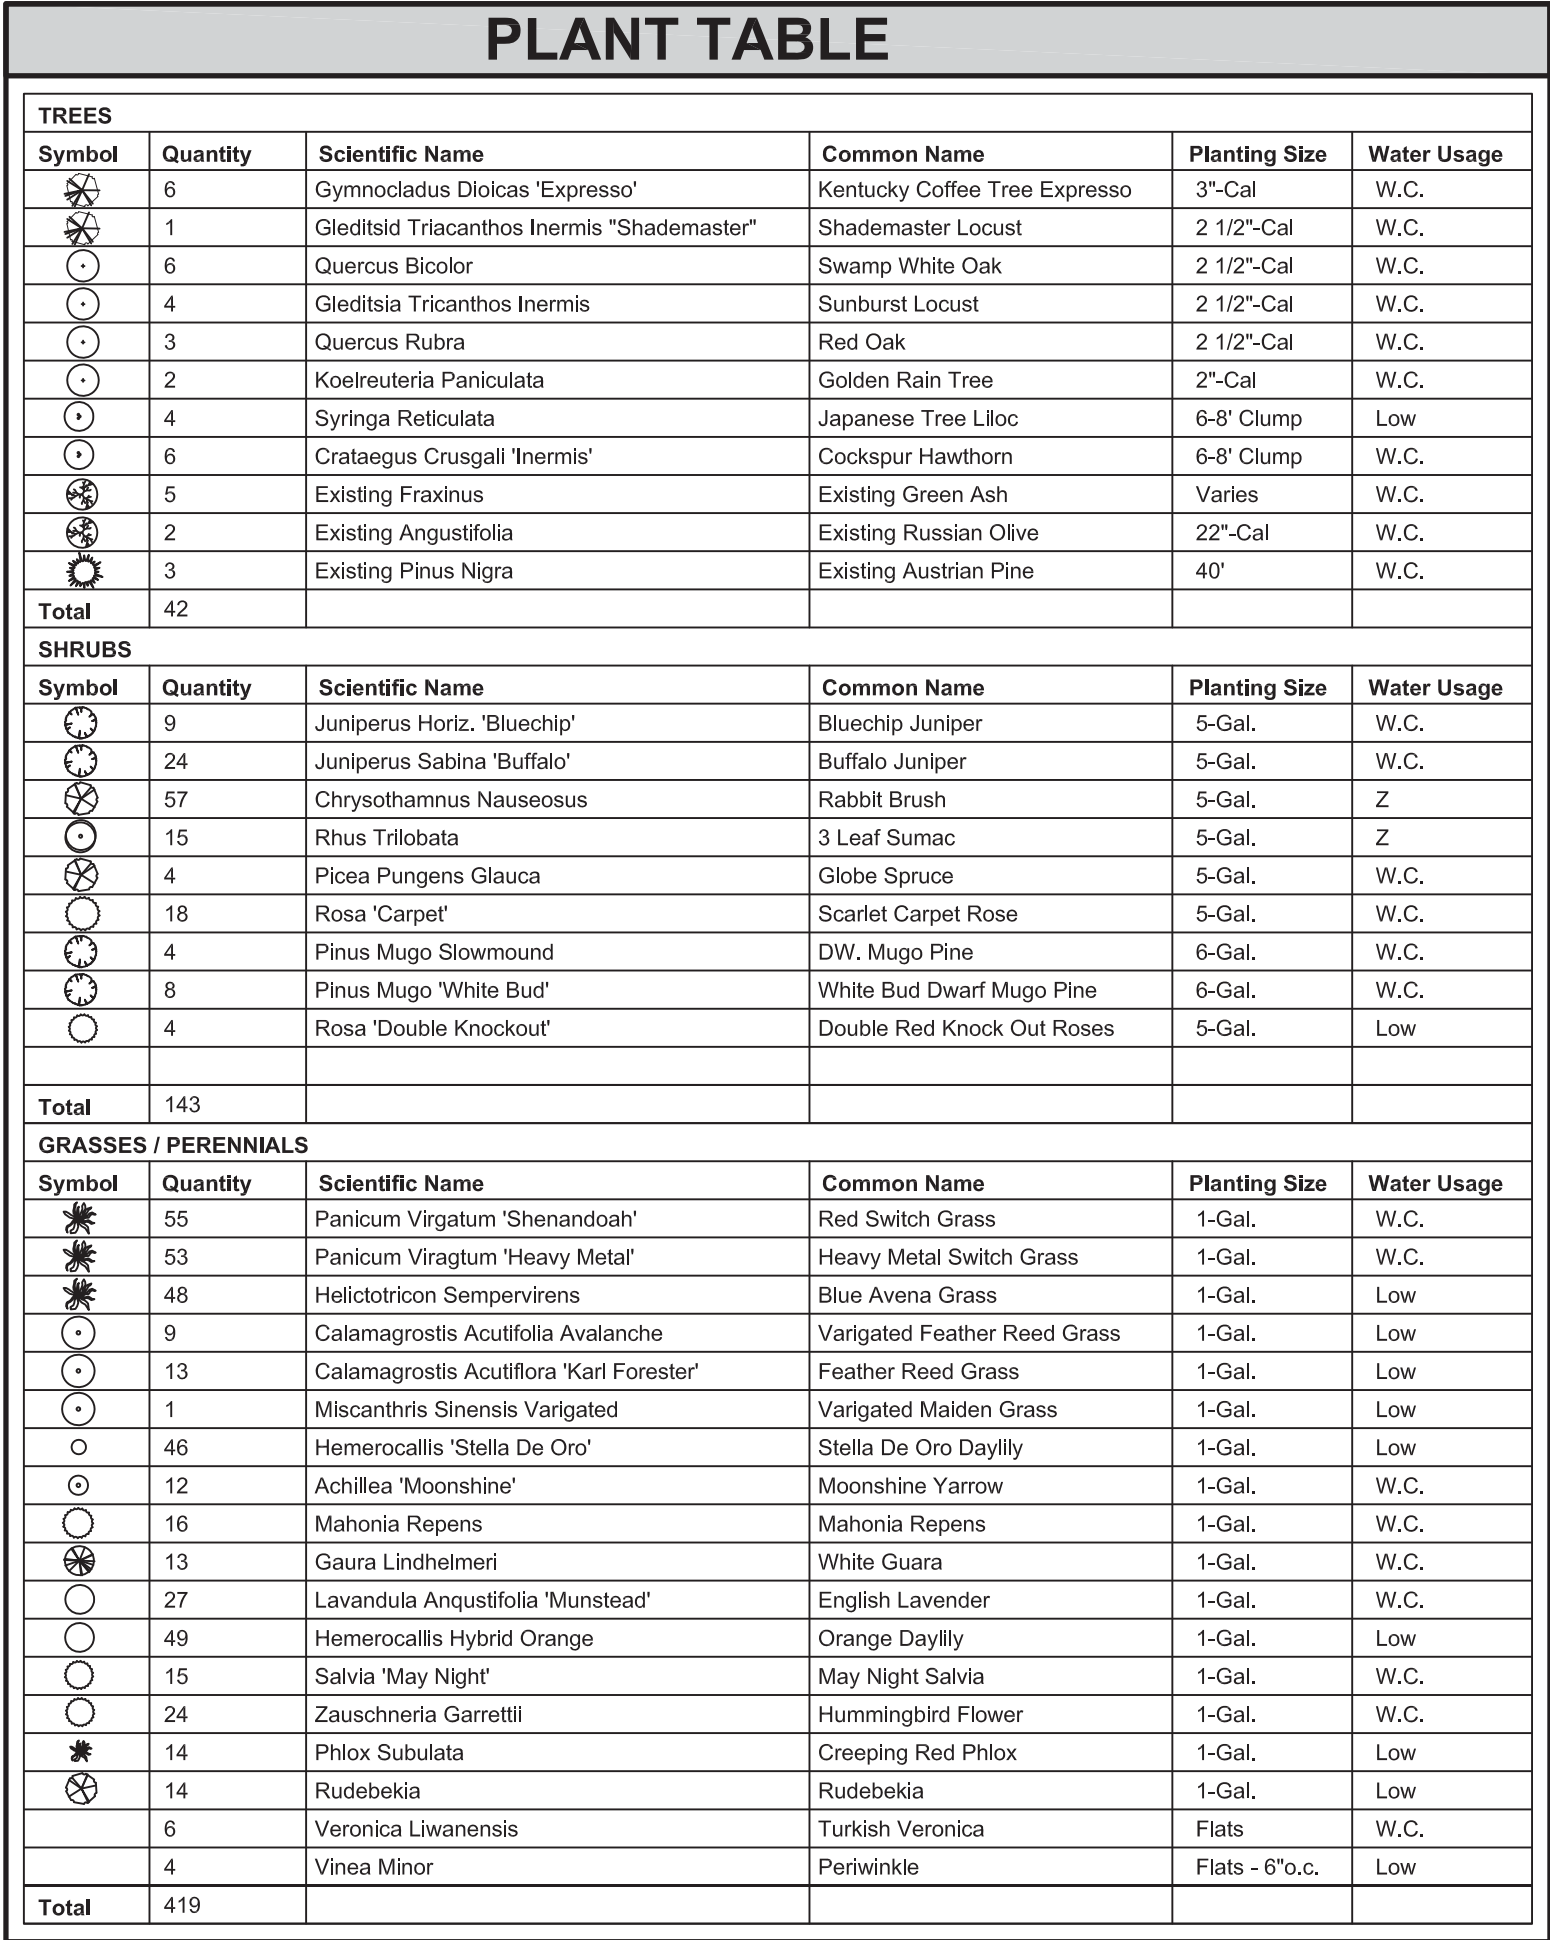 PLANT TABLE
TREES
Symbol Quantity Scientific Name Common Name Planting Size Water Usage
6 Gymnocladus Dioicas 'Expresso' Kentucky Coffee Tree Expresso 3"-Cal W.C.
1 Gleditsid Triacanthos Inermis "Shademaster" Shademaster Locust 2 1/2"-Cal W.C.
6 Quercus Bicolor Swamp White Oak 2 1/2"-Cal W.C.
4 Gleditsia Tricanthos Inermis Sunburst Locust 2 1/2"-Cal W.C.
3 Quercus Rubra Red Oak 2 1/2"-Cal W.C.
2 Koelreuteria Paniculata Golden Rain Tree 2"-Cal W.C.
4 Syringa Reticulata Japanese Tree Liloc 6-8' Clump Low
6 Crataegus Crusgali 'Inermis' Cockspur Hawthorn 6-8' Clump W.C.
5 Existing Fraxinus Existing Green Ash Varies W.C.
2 Existing Angustifolia Existing Russian Olive 22"-Cal W.C.
3 Existing Pinus Nigra Existing Austrian Pine 40' W.C.
Total 42
SHRUBS
Symbol Quantity Scientific Name Common Name Planting Size Water Usage
9 Juniperus Horiz. 'Bluechip' Bluechip Juniper 5-Gal. W.C.
24 Juniperus Sabina 'Buffalo' Buffalo Juniper 5-Gal. W.C.
57 Chrysothamnus Nauseosus Rabbit Brush 5-Gal. Z
15 Rhus Trilobata 3 Leaf Sumac 5-Gal. Z
4 Picea Pungens Glauca Globe Spruce 5-Gal. W.C.
18 Rosa 'Carpet' Scarlet Carpet Rose 5-Gal. W.C.
4 Pinus Mugo Slowmound DW. Mugo Pine 6-Gal. W.C.
8 Pinus Mugo 'White Bud' White Bud Dwarf Mugo Pine 6-Gal. W.C.
4 Rosa 'Double Knockout' Double Red Knock Out Roses 5-Gal. Low
Total 143
GRASSES / PERENNIALS
Symbol Quantity Scientific Name Common Name Planting Size Water Usage
55 Panicum Virgatum 'Shenandoah' Red Switch Grass 1-Gal. W.C.
53 Panicum Viragtum 'Heavy Metal' Heavy Metal Switch Grass 1-Gal. W.C.
48 Helictotricon Sempervirens Blue Avena Grass 1-Gal. Low
9 Calamagrostis Acutifolia Avalanche Varigated Feather Reed Grass 1-Gal. Low
13 Calamagrostis Acutiflora 'Karl Forester' Feather Reed Grass 1-Gal. Low
1 Miscanthris Sinensis Varigated Varigated Maiden Grass 1-Gal. Low
46 Hemerocallis 'Stella De Oro' Stella De Oro Daylily 1-Gal. Low
12 Achillea 'Moonshine' Moonshine Yarrow 1-Gal. W.C.
16 Mahonia Repens Mahonia Repens 1-Gal. W.C.
13 Gaura Lindhelmeri White Guara 1-Gal. W.C.
27 Lavandula Anqustifolia 'Munstead' English Lavender 1-Gal. W.C.
49 Hemerocallis Hybrid Orange Orange Daylily 1-Gal. Low
15 Salvia 'May Night' May Night Salvia 1-Gal. W.C.
24 Zauschneria Garrettii Hummingbird Flower 1-Gal. W.C.
14 Phlox Subulata Creeping Red Phlox 1-Gal. Low
14 Rudebekia Rudebekia 1-Gal. Low
6 Veronica Liwanensis Turkish Veronica Flats W.C.
4 Vinea Minor Periwinkle Flats - 6"o.c. Low
Total 419